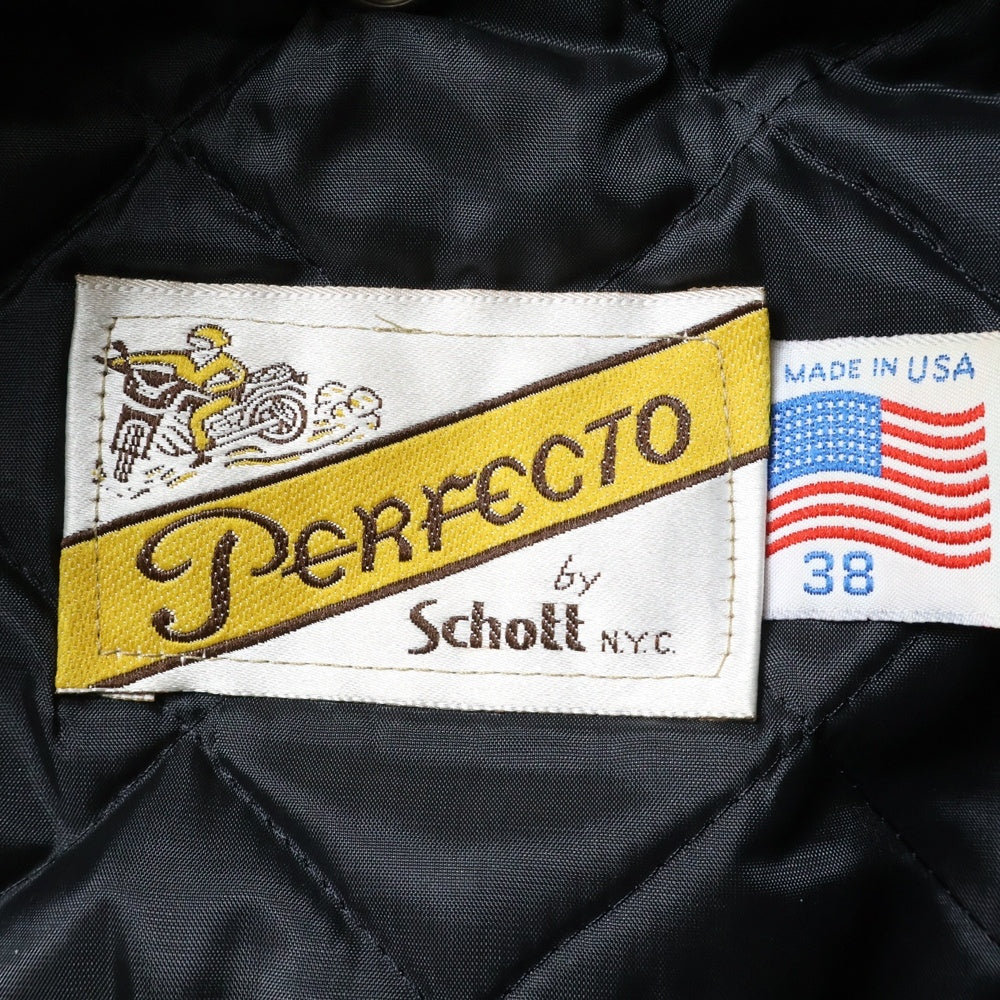 PERFECTO
by
Schott N.Y.C.
MADE IN USA
38